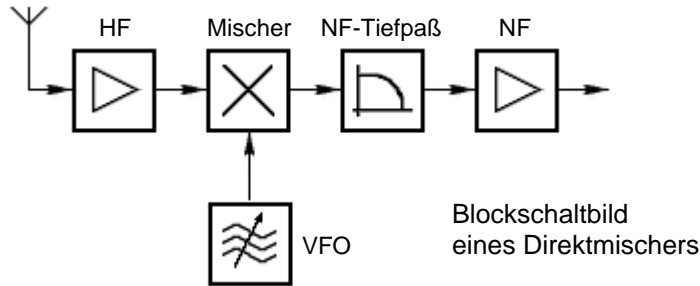 HF
Mischer
NF-Tiefpaß
NF
VFO
Blockschaltbild
eines Direktmischers